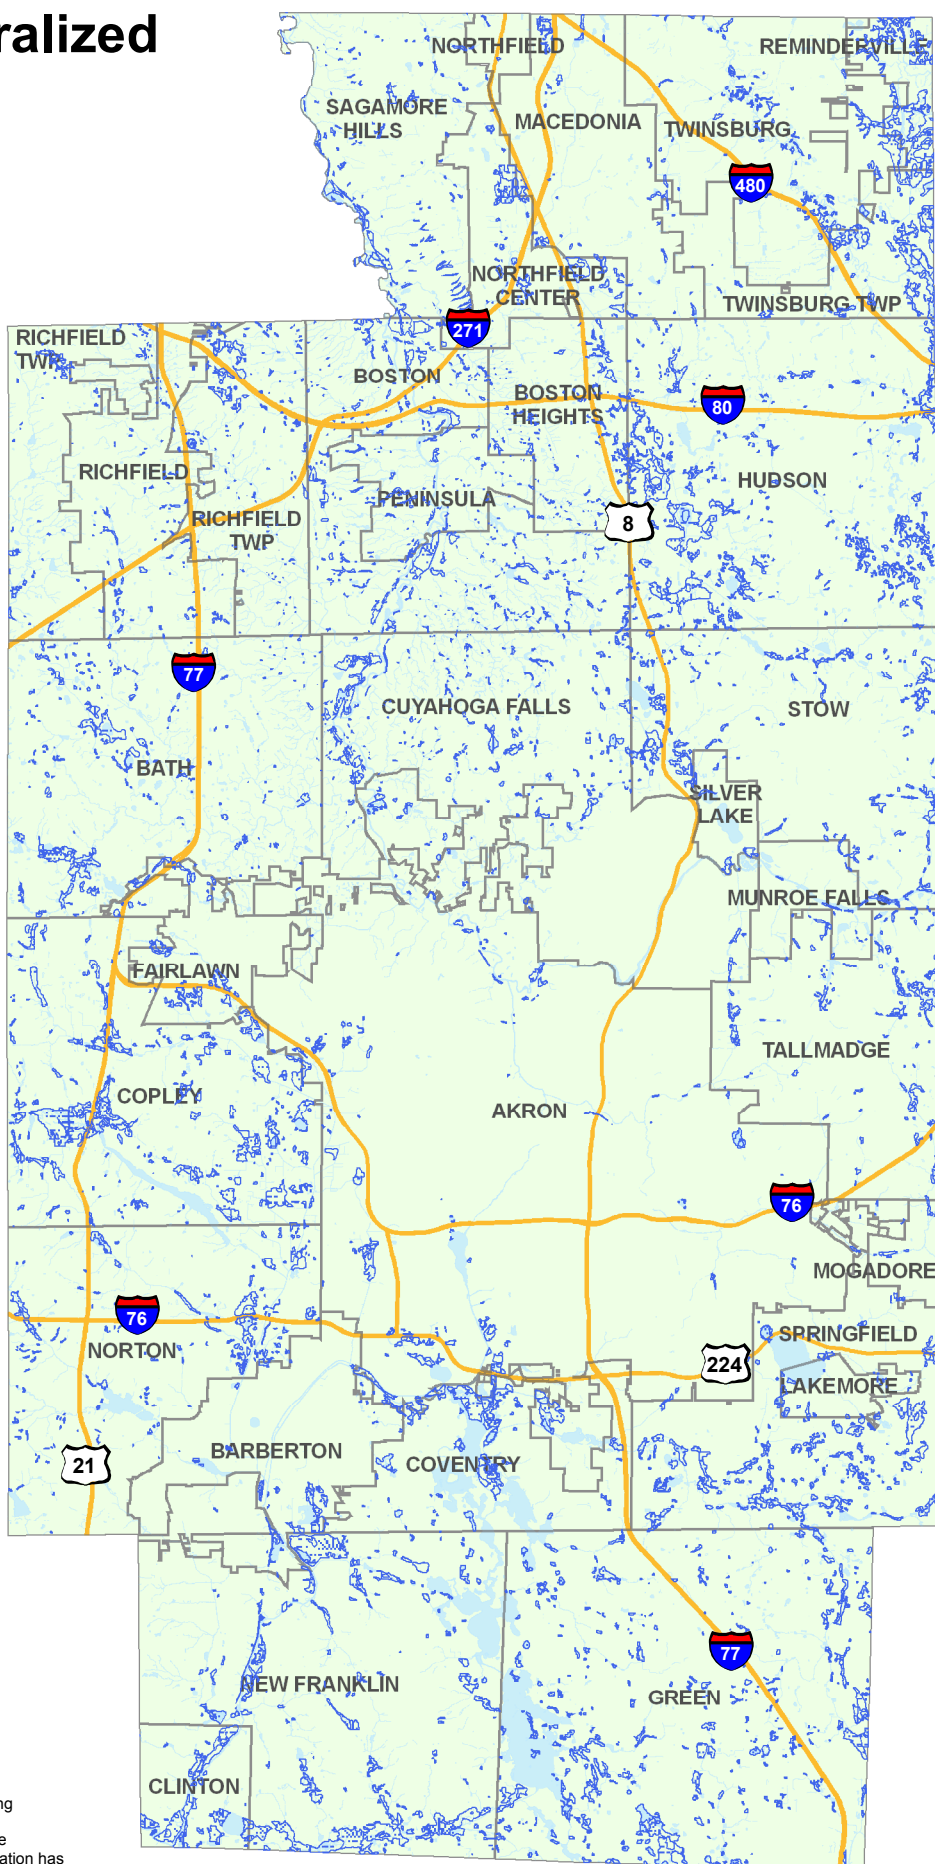 ralized
NORTHFIELD
REMINDERVILLE
SAGAMORE
HILLS
MACEDONIA
TWINSBURG
480
NORTHFIELD
CENTER
TWINSBURG TWP
271
RICHFIELD
TWP
BOSTON
BOSTON
HEIGHTS
80
RICHFIELD
HUDSON
PENINSULA
RICHFIELD
TWP
8
77
CUYAHOGA FALLS
STOW
BATH
SILVER
LAKE
MUNROE FALLS
FAIRLAWN
TALLMADGE
COPLEY
AKRON
76
MOGADORE
76
SPRINGFIELD
NORTON
224
LAKEMORE
BARBERTON
COVENTRY
21
77
NEW FRANKLIN
GREEN
CLINTON
ng
e
ation has